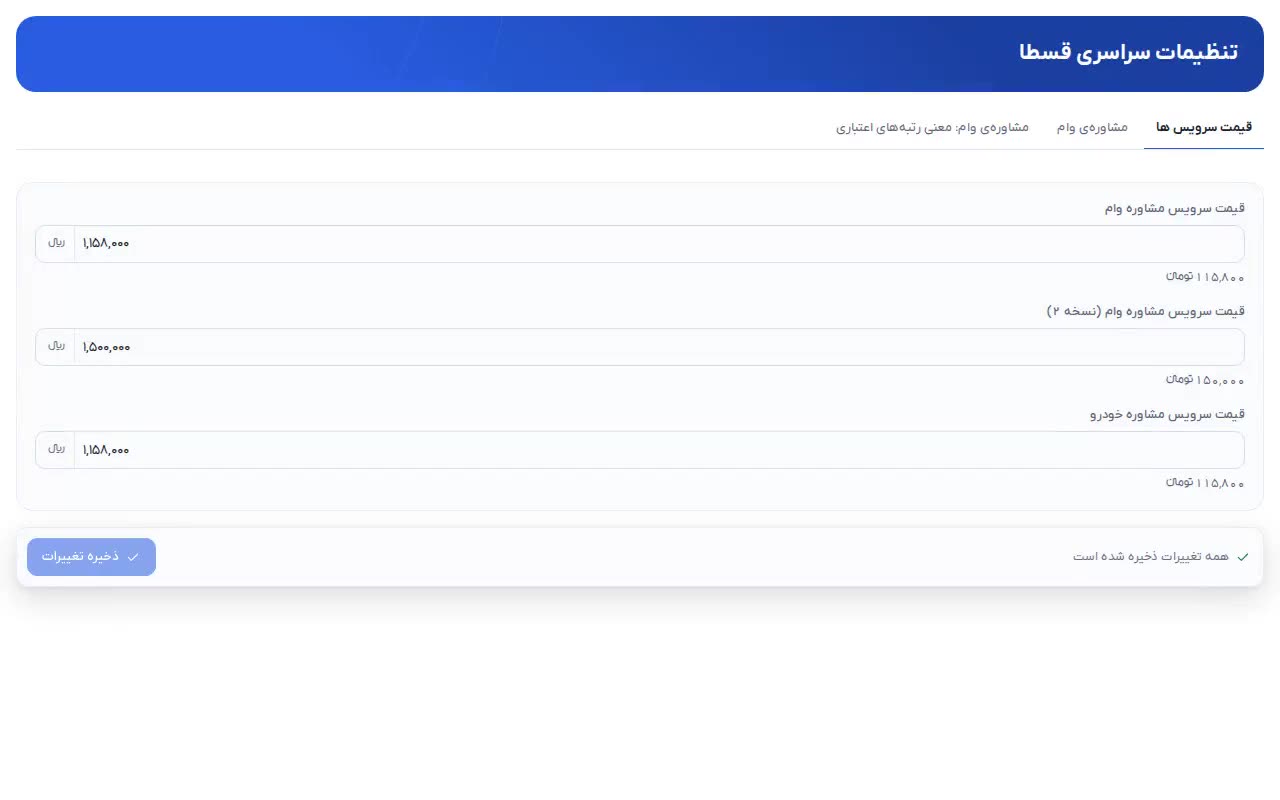 تنظیمات سراسری قسطا
قیمت سرویس ها
مشاوره‌ی وام
مشاوره‌ی وام: معنی رتبه‌های اعتباری
قیمت سرویس مشاوره وام
۱,۱۵۸,۰۰۰ ریال
۱۱۵,۸۰۰ تومان
قیمت سرویس مشاوره وام (نسخه ۲)
۱,۵۰۰,۰۰۰ ریال
۱۵۰,۰۰۰ تومان
قیمت سرویس مشاوره خودرو
۱,۱۵۸,۰۰۰ ریال
۱۱۵,۸۰۰ تومان
همه تغییرات ذخیره شده است
ذخیره تغییرات